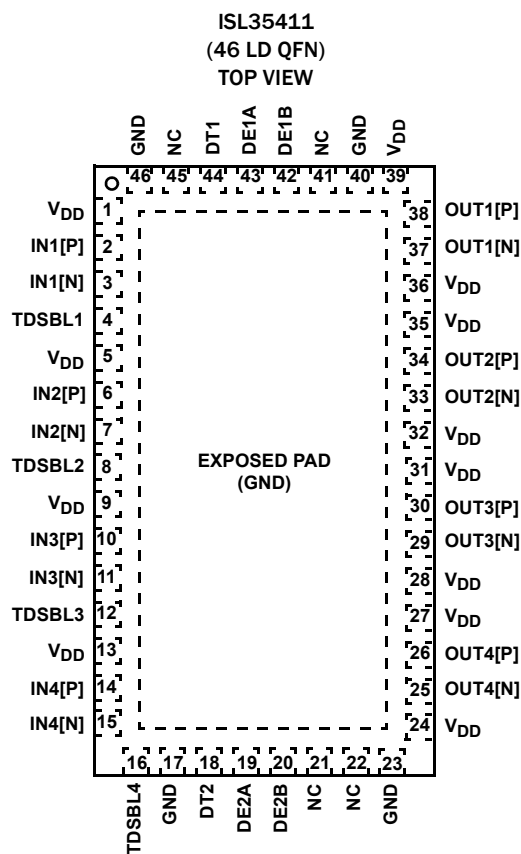 ISL35411
(46 LD QFN)
TOP VIEW
GND NC DT1 DE1A DE1B NC GND VDD
46 45 44 43 42 41 40 39
VDD 1
IN1[P] 2
IN1[N] 3
TDSBL1 4
VDD 5
IN2[P] 6
IN2[N] 7
TDSBL2 8
VDD 9
IN3[P] 10
IN3[N] 11
TDSBL3 12
VDD 13
IN4[P] 14
IN4[N] 15
EXPOSED PAD
(GND)
38 OUT1[P]
37 OUT1[N]
36 VDD
35 VDD
34 OUT2[P]
33 OUT2[N]
32 VDD
31 VDD
30 OUT3[P]
29 OUT3[N]
28 VDD
27 VDD
26 OUT4[P]
25 OUT4[N]
24 VDD
16 17 18 19 20 21 22 23
TDSBL4 GND DT2 DE2A DE2B NC NC GND